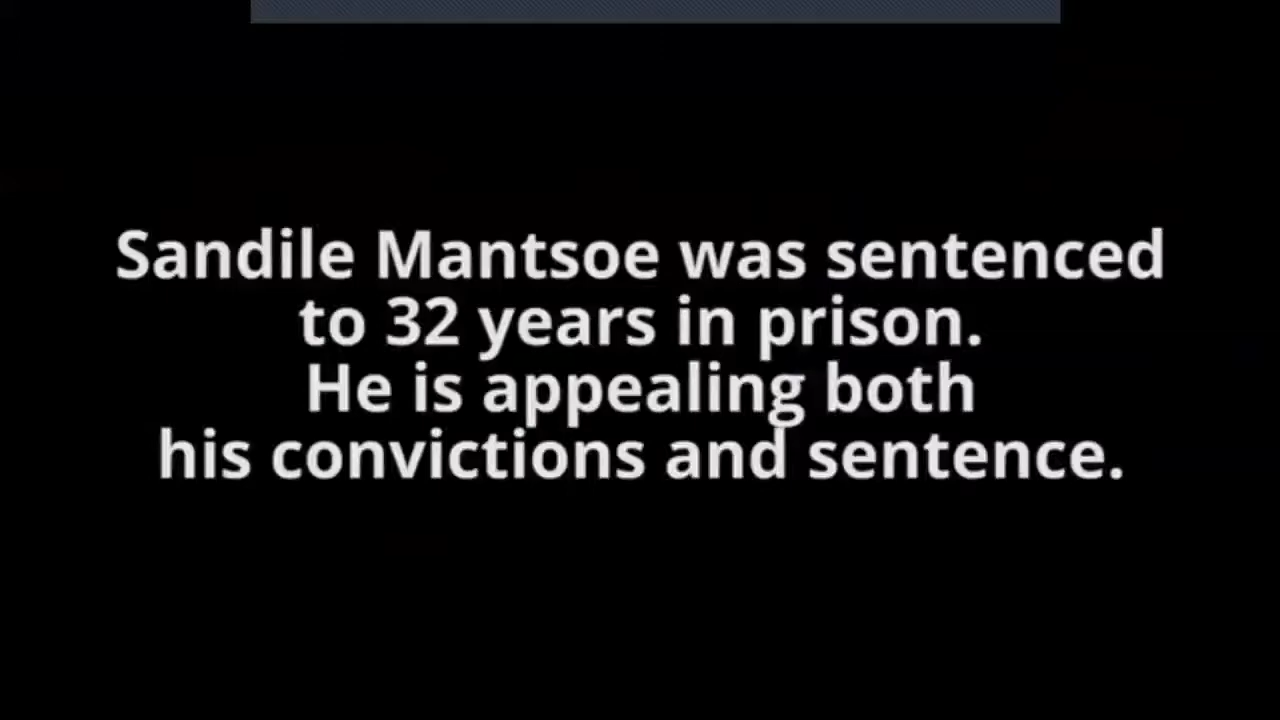 Sandile Mantsoe was sentenced
to 32 years in prison.
He is appealing both
his convictions and sentence.